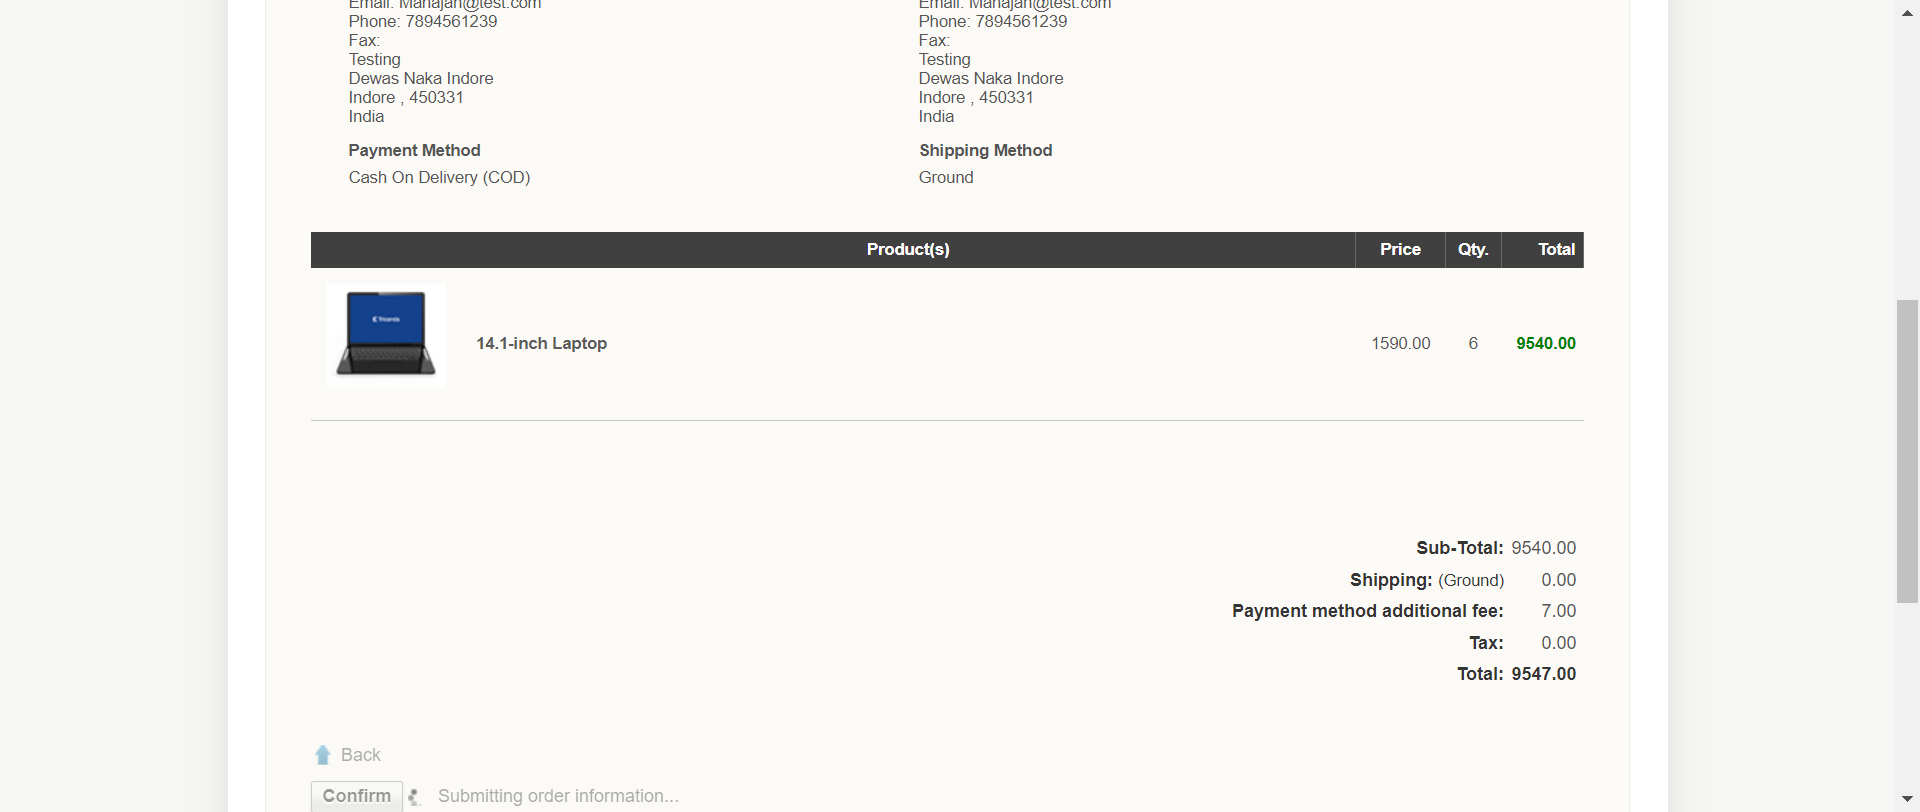 Email: Mahajan@test.com
Phone: 7894561239
Fax:
Testing
Dewas Naka Indore
Indore , 450331
India
Payment Method
Cash On Delivery (COD)
Email: Mahajan@test.com
Phone: 7894561239
Fax:
Testing
Dewas Naka Indore
Indore , 450331
India
Shipping Method
Ground
Product(s) Price Qty. Total
Tricentis
14.1-inch Laptop 1590.00 6 9540.00
Sub-Total: 9540.00
Shipping: (Ground) 0.00
Payment method additional fee: 7.00
Tax: 0.00
Total: 9547.00
Back
Confirm Submitting order information...